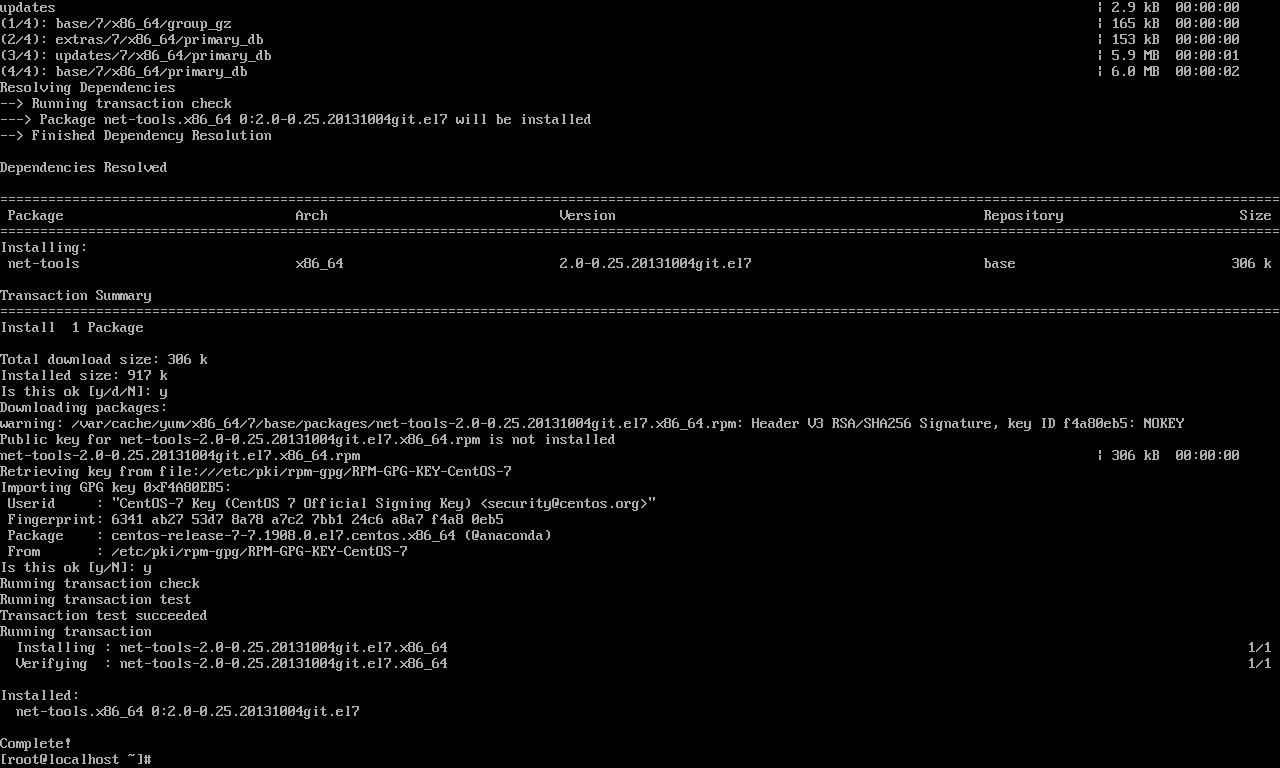 updates | 2.9 kB 00:00:00
(1/4): base/7/x86_64/group_gz | 165 kB 00:00:00
(2/4): extras/7/x86_64/primary_db | 153 kB 00:00:00
(3/4): updates/7/x86_64/primary_db | 5.9 MB 00:00:01
(4/4): base/7/x86_64/primary_db | 6.0 MB 00:00:02
Resolving Dependencies
--> Running transaction check
---> Package net-tools.x86_64 0:2.0-0.25.20131004git.el7 will be installed
--> Finished Dependency Resolution

Dependencies Resolved

================================================================================
Package Arch Version Repository Size
================================================================================
Installing:
net-tools x86_64 2.0-0.25.20131004git.el7 base 306 k

Transaction Summary
================================================================================
Install 1 Package

Total download size: 306 k
Installed size: 917 k
Is this ok [y/d/N]: y
Downloading packages:
warning: /var/cache/yum/x86_64/7/base/packages/net-tools-2.0-0.25.20131004git.el7.x86_64.rpm: Header V3 RSA/SHA256 Signature, key ID f4a80eb5: NOKEY
Public key for net-tools-2.0-0.25.20131004git.el7.x86_64.rpm is not installed
net-tools-2.0-0.25.20131004git.el7.x86_64.rpm | 306 kB 00:00:00
Retrieving key from file:///etc/pki/rpm-gpg/RPM-GPG-KEY-CentOS-7
Importing GPG key 0xF4A80EB5:
Userid : "CentOS-7 Key (CentOS 7 Official Signing Key) <security@centos.org>"
Fingerprint: 6341 ab27 53d7 8a78 a7c2 7bb1 24c6 a8a7 f4a8 0eb5
Package : centos-release-7-7.1908.0.el7.centos.x86_64 (@anaconda)
From : /etc/pki/rpm-gpg/RPM-GPG-KEY-CentOS-7
Is this ok [y/N]: y
Running transaction check
Running transaction test
Transaction test succeeded
Running transaction
Installing : net-tools-2.0-0.25.20131004git.el7.x86_64 1/1
Verifying : net-tools-2.0-0.25.20131004git.el7.x86_64 1/1

Installed:
net-tools.x86_64 0:2.0-0.25.20131004git.el7

Complete!
[root@localhost ~]#